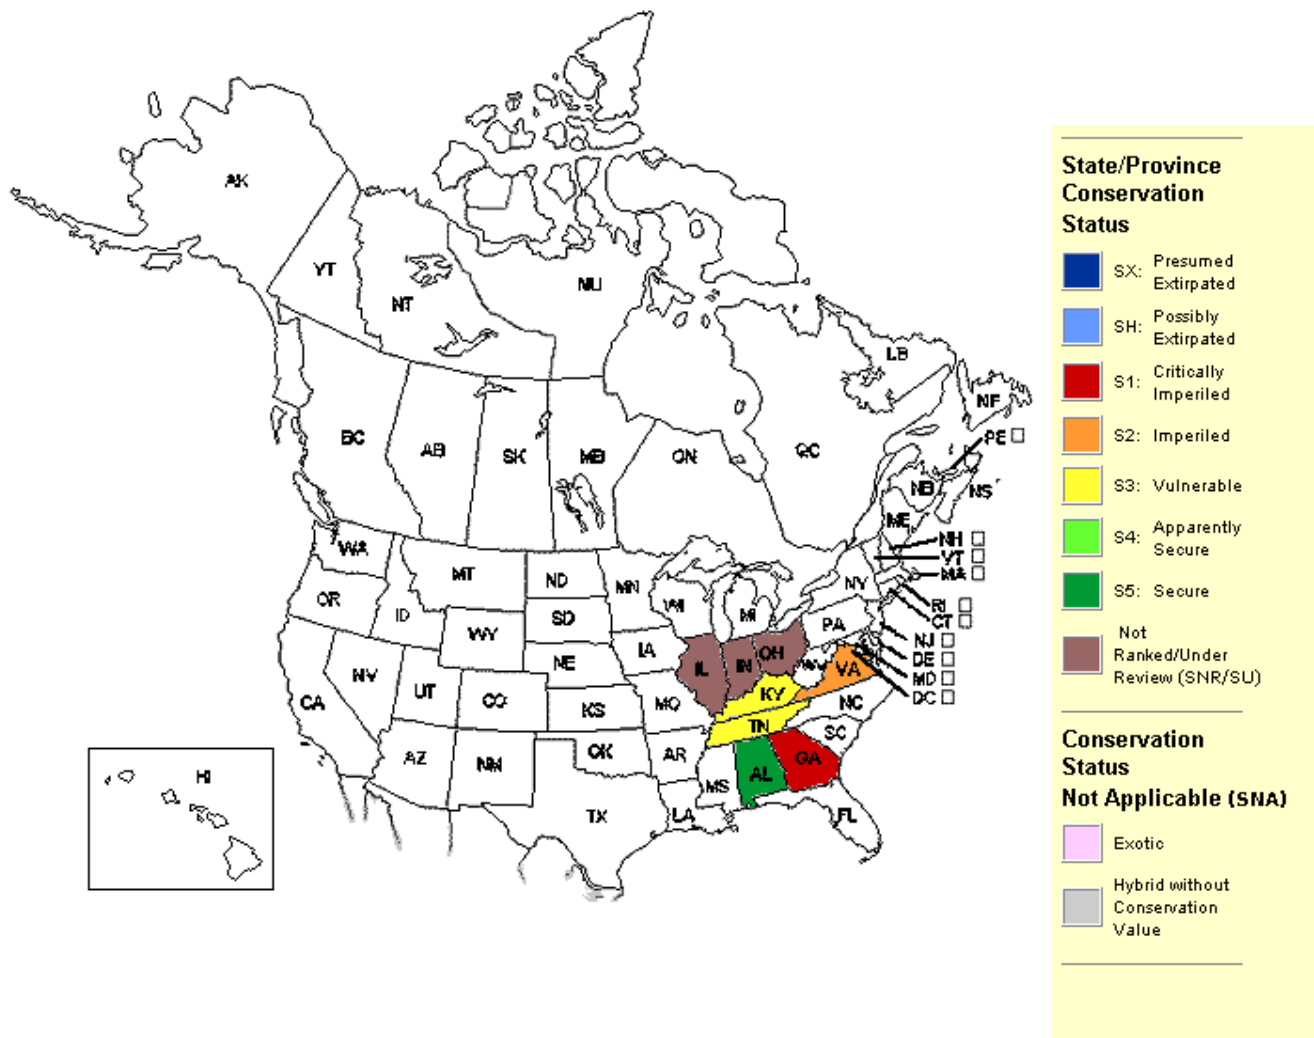 AK
YT
NT
NU
BC
AB
SK
MB
ON
QC
LB
NF
PE
NB
NS
ME
NH
VT
MA
RI
CT
NJ
DE
MD
DC
WA
OR
ID
MT
ND
MN
WI
MI
NY
PA
SD
WY
NE
IA
IL
IN
OH
WV
VA
CA
NV
UT
CO
KS
MO
KY
NC
TN
SC
AZ
NM
OK
AR
MS
AL
GA
TX
LA
FL
HI
State/Province
Conservation
Status
SX: Presumed
Extirpated
SH: Possibly
Extirpated
S1: Critically
Imperiled
S2: Imperiled
S3: Vulnerable
S4: Apparently
Secure
S5: Secure
Not
Ranked/Under
Review (SNR/SU)
Conservation
Status
Not Applicable (SNA)
Exotic
Hybrid without
Conservation
Value